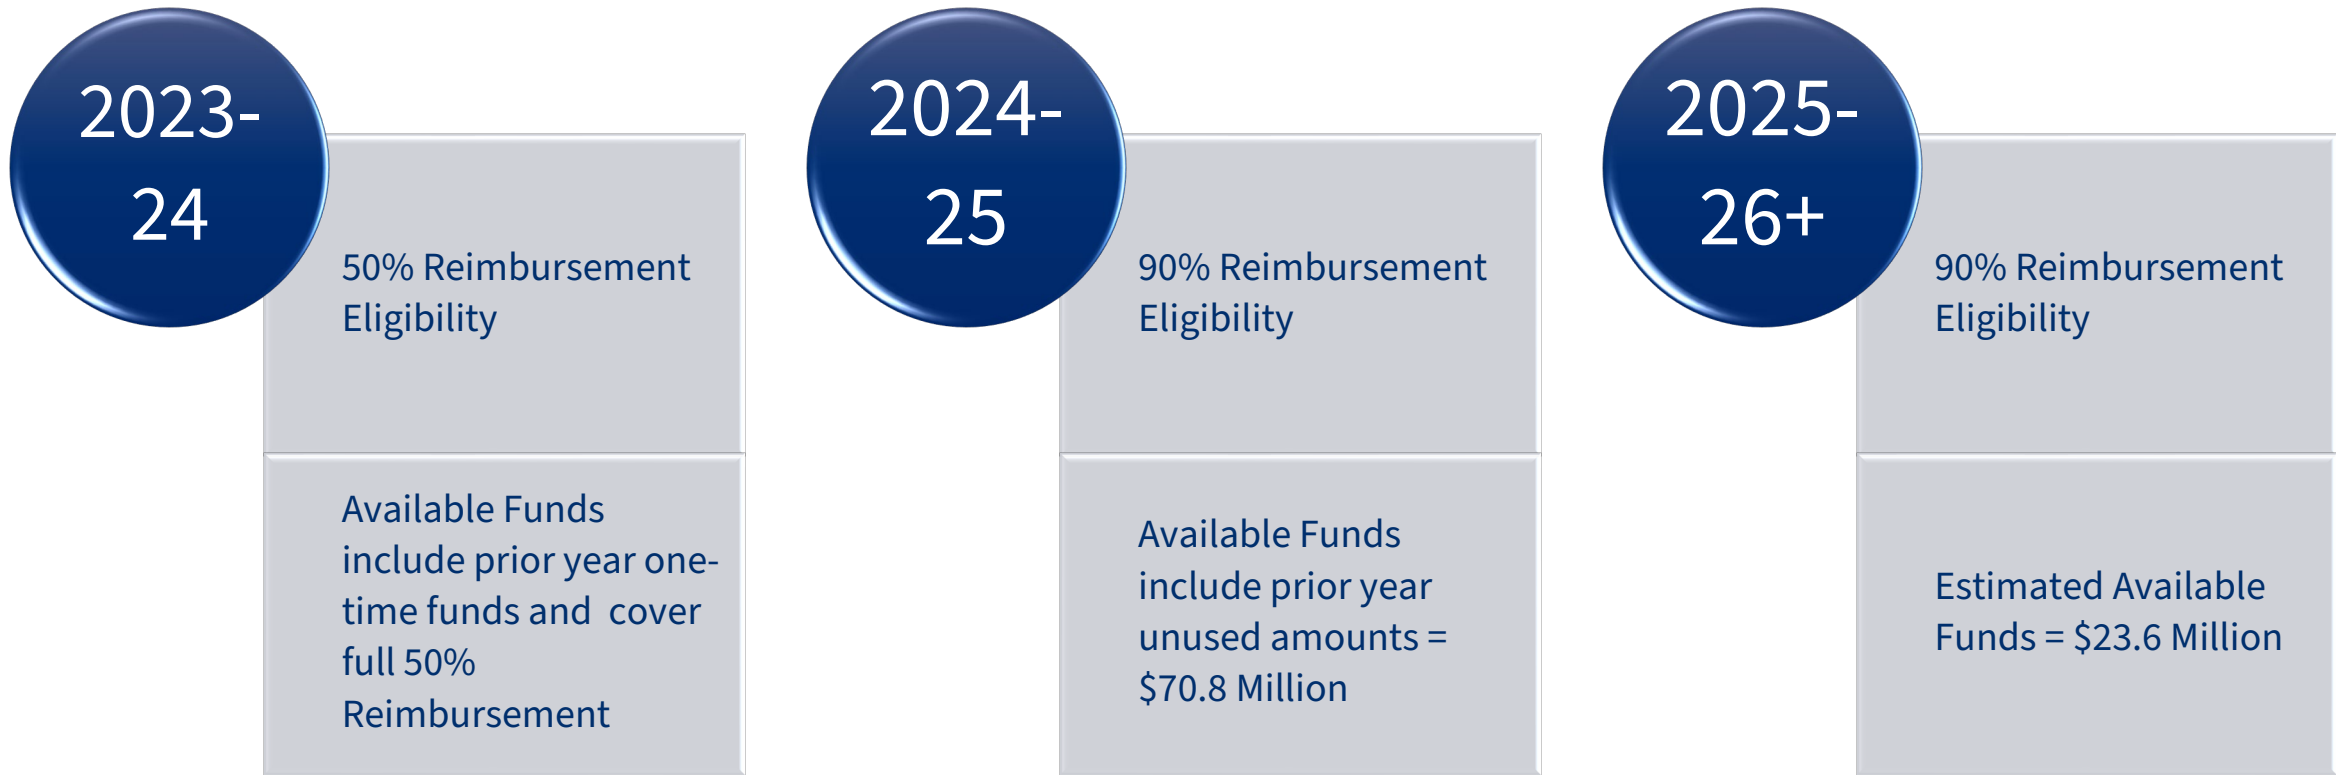 2023-
24
50% Reimbursement
Eligibility
Available Funds
include prior year one-
time funds and  cover
full 50%
Reimbursement
2024-
25
90% Reimbursement
Eligibility
Available Funds
include prior year
unused amounts =
$70.8 Million
2025-
26+
90% Reimbursement
Eligibility
Estimated Available
Funds = $23.6 Million